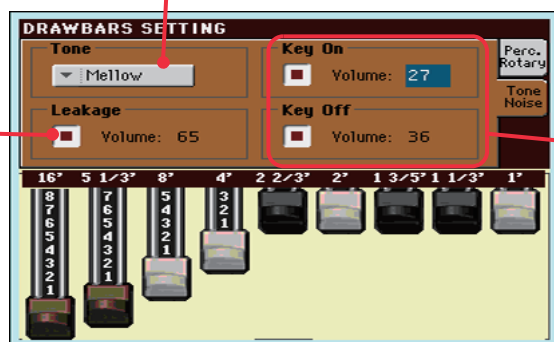 DRAWBARS SETTING
Tone
Mellow
Key On
Volume: 27
Perc.
Rotary
Tone
Noise
Leakage
Volume: 65
Key Off
Volume: 36
16' 5 1/3' 8' 4' 2 2/3' 2' 1 3/5' 1 1/3' 1'
8 7 5 3
7 6 4 2
6 5 3 1
5 4 2
4 3 1
3 2
2 1
1